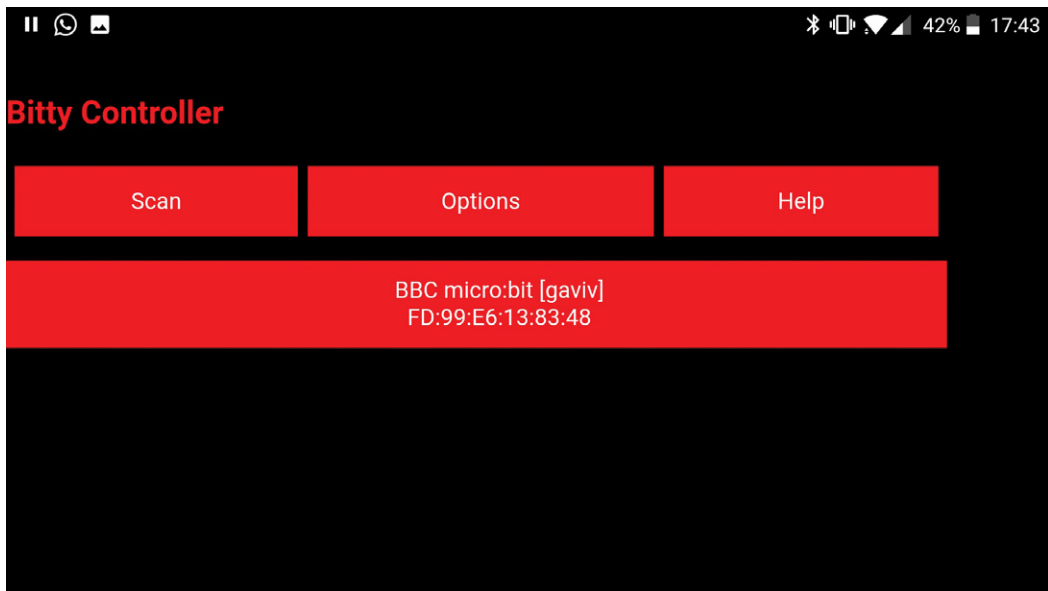 42% 17:43
Bitty Controller
Scan Options Help
BBC micro:bit [gaviv]
FD:99:E6:13:83:48